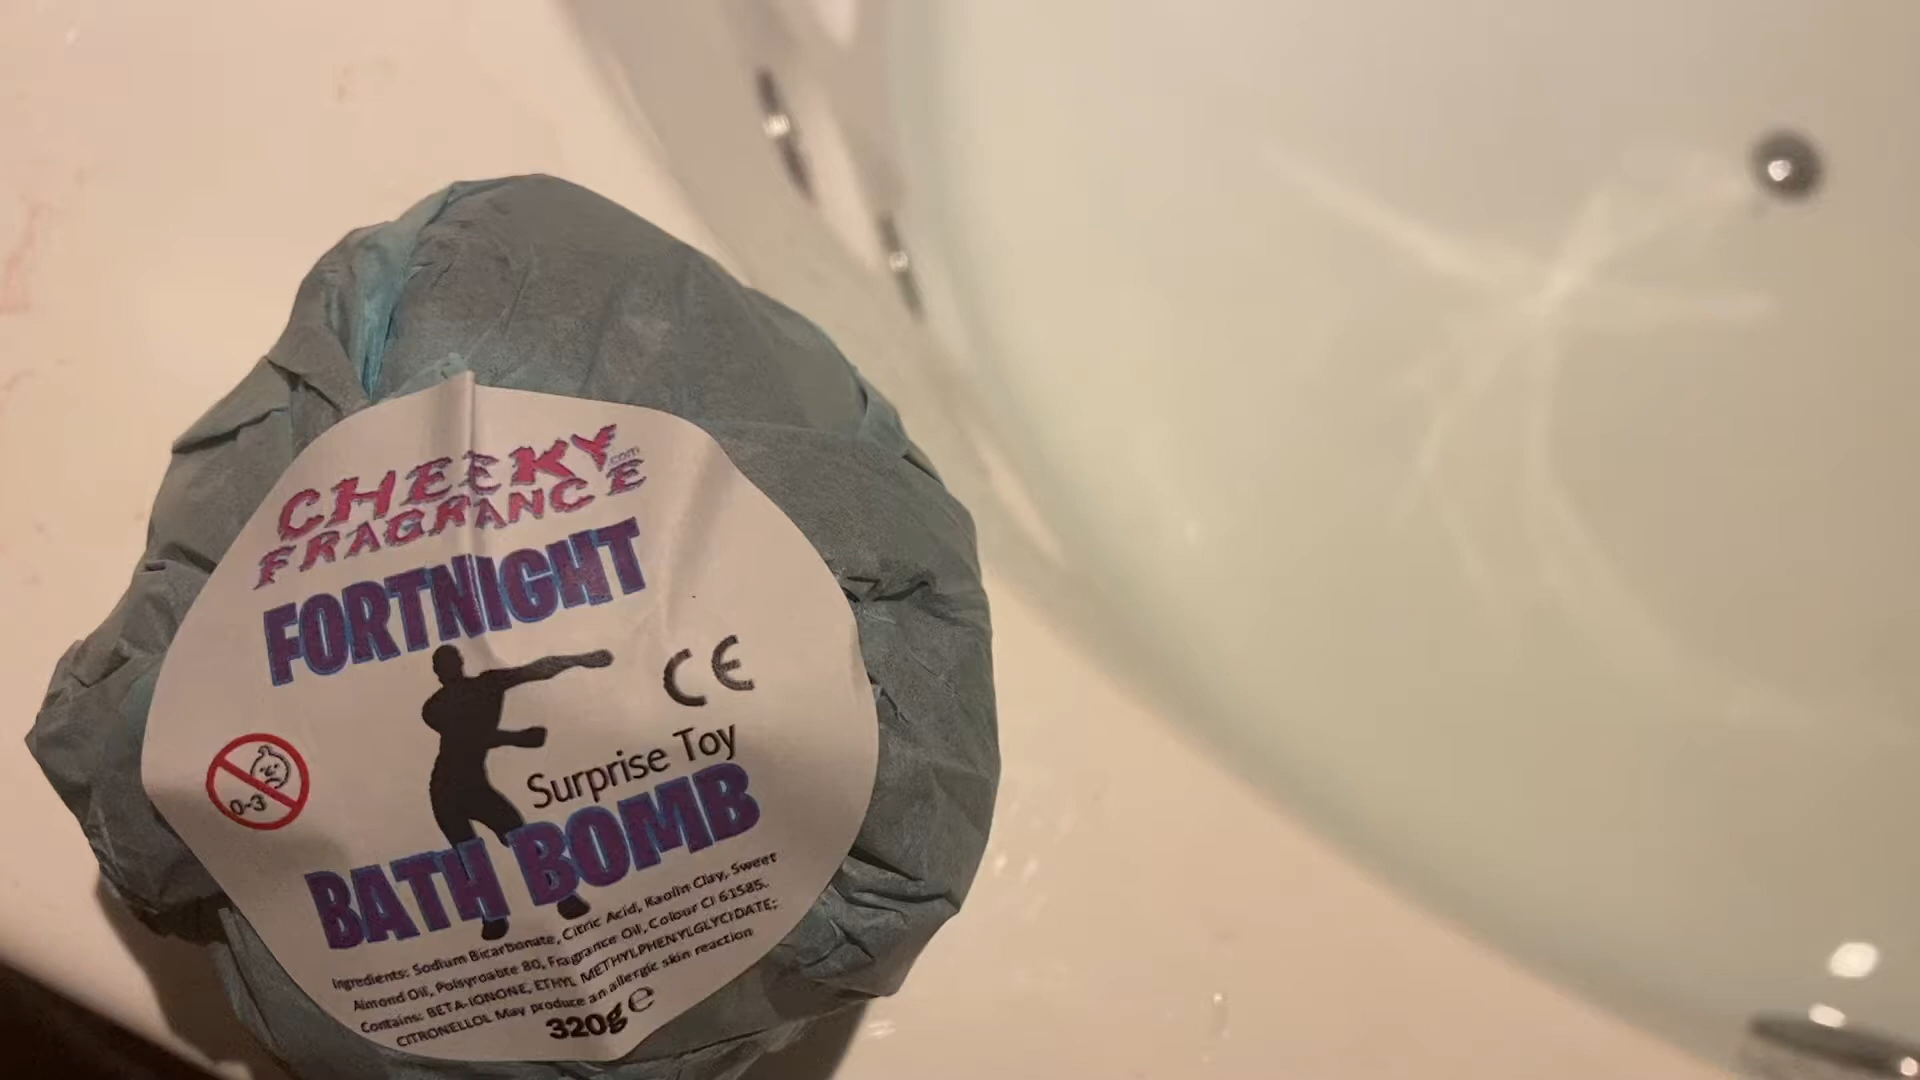 CHEEKY
.com
FRAGRANCE
FORTNIGHT
CE
0-3
Surprise Toy
BATH BOMB
Ingredients: Sodium Bicarbonate, Citric Acid, Kaolin Clay, Sweet
Almond Oil, Polsyroabte 80, Fragrance Oil, Colour CI 61585.
Contains: BETA-IONONE, ETHYL METHYLPHENYLGLYCIDATE;
CITRONELLOL May produce an allergic skin reaction
320g e